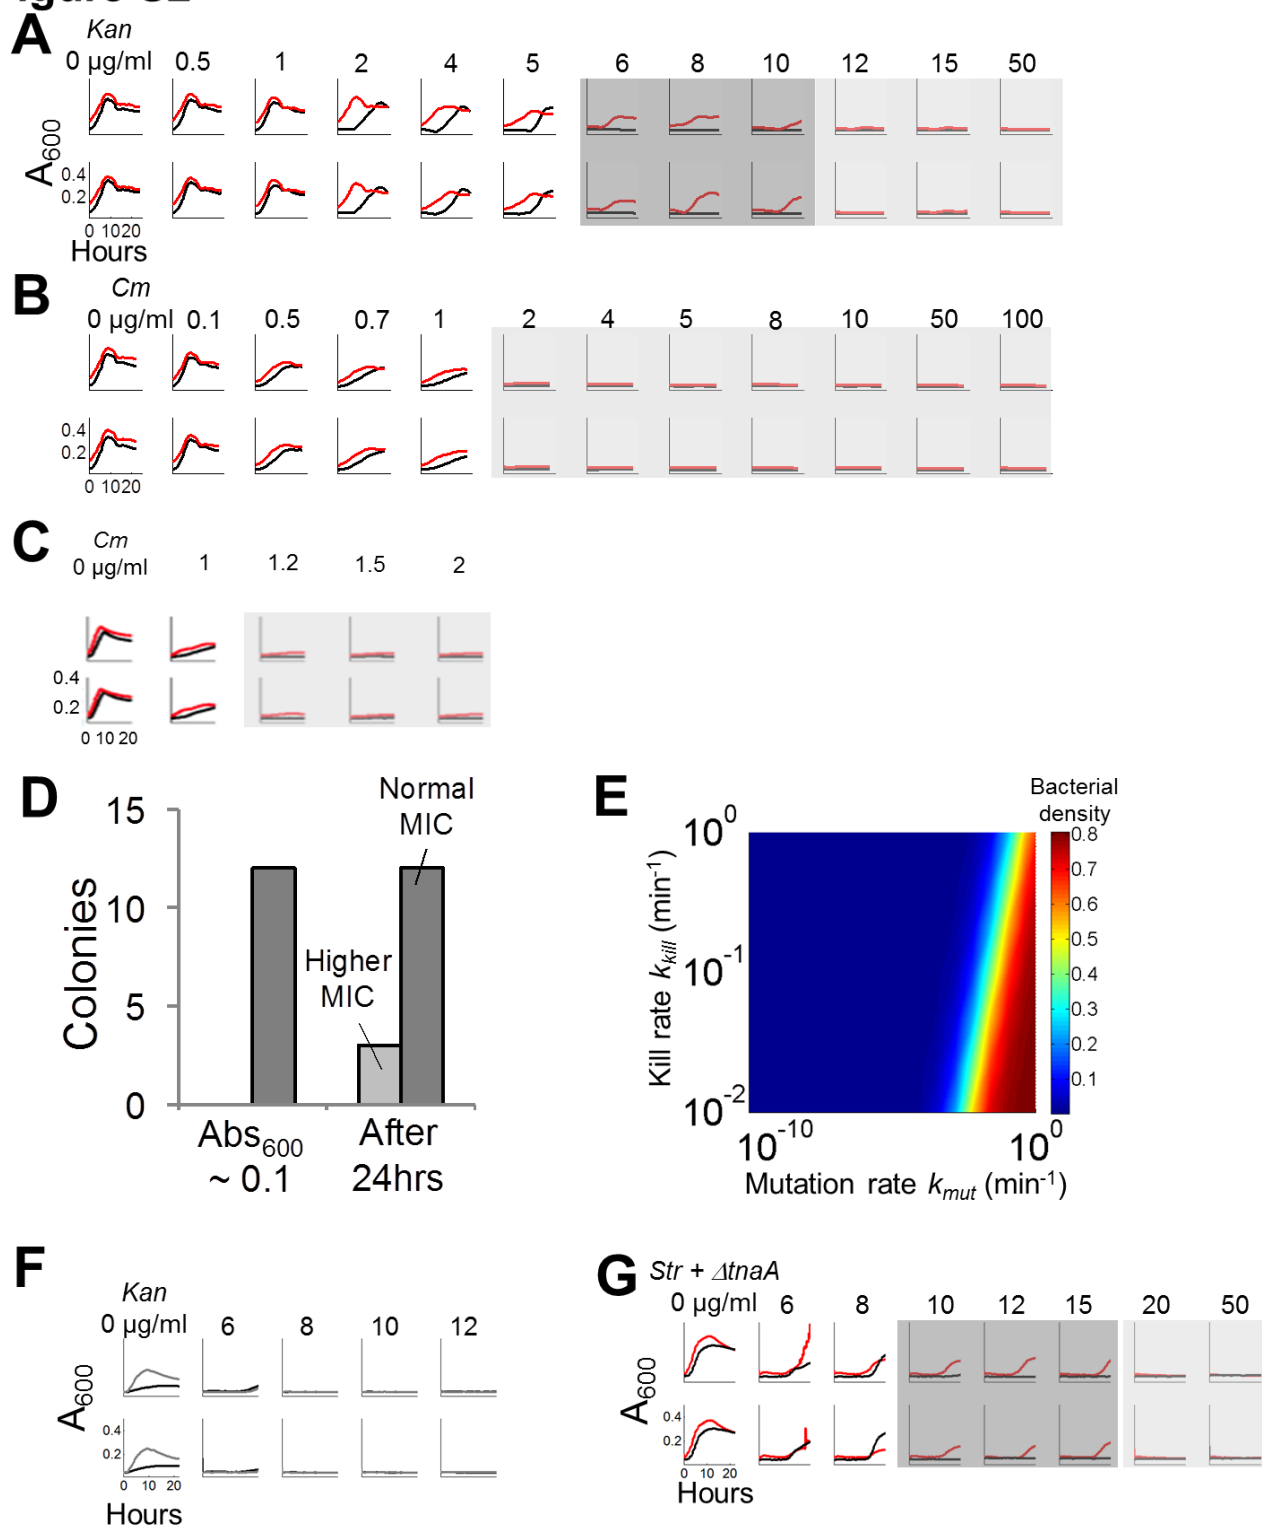 A
Kan
0 µg/ml 0.5 1 2 4 5 6 8 10 12 15 50
A600
0.4
0.2
0 10 20
Hours
B
Cm
0 µg/ml 0.1 0.5 0.7 1 2 4 5 8 10 50 100
0.4
0.2
0 10 20
C
Cm
0 µg/ml 1 1.2 1.5 2
0.4
0.2
0 10 20
D
Colonies
15
10
5
0
Normal
MIC
Higher
MIC
Abs600
~ 0.1
After
24hrs
E
Bacterial
density
0.8
0.7
0.6
0.5
0.4
0.3
0.2
0.1
Kill rate kkill (min-1)
10^0
10^-1
10^-2
10^-10 10^0
Mutation rate kmut (min-1)
F
Kan
0 µg/ml 6 8 10 12
A600
0.4
0.2
0 10 20
Hours
G
Str + ΔtnaA
0 µg/ml 6 8 10 12 15 20 50
A600
0.4
0.2
0 10 20
Hours